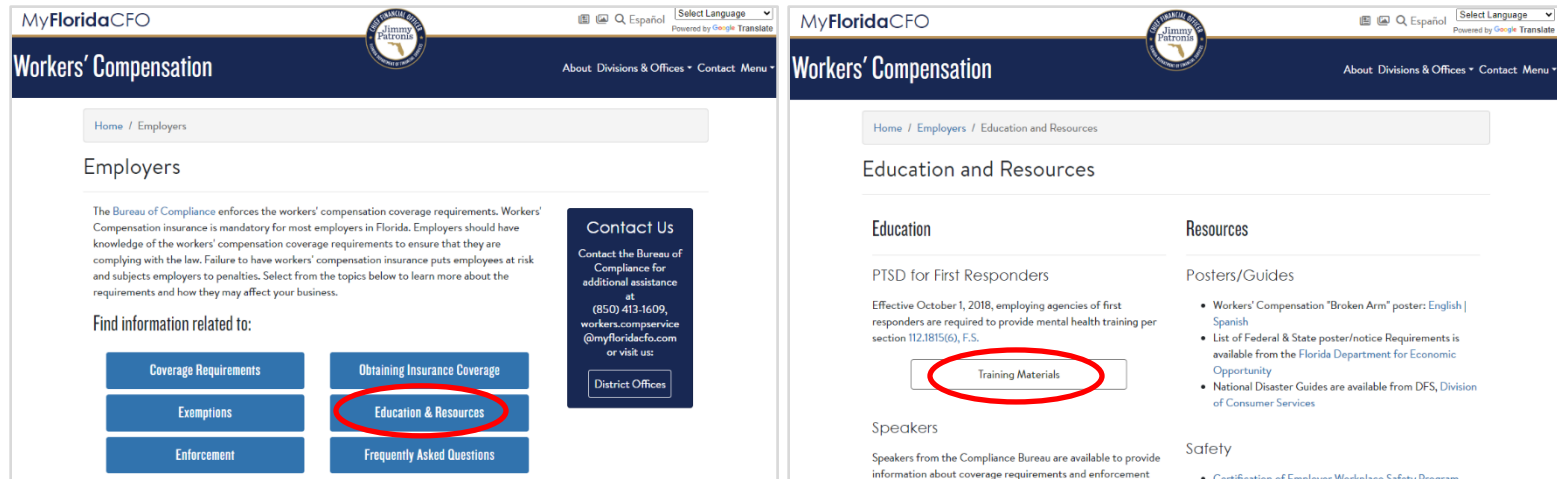 MyFloridaCFO
CHIEF FINANCIAL OFFICER
Jimmy
Patronis
Español
Select Language
Powered by Google Translate
Workers' Compensation
About Divisions & Offices Contact Menu
Home / Employers
Employers
The Bureau of Compliance enforces the workers' compensation coverage requirements. Workers'
Compensation insurance is mandatory for most employers in Florida. Employers should have
knowledge of the workers' compensation coverage requirements to ensure that they are
complying with the law. Failure to have workers' compensation insurance puts employees at risk
and subjects employers to penalties. Select from the topics below to learn more about the
requirements and how they may affect your business.
Find information related to:
Coverage Requirements
Obtaining Insurance Coverage
Exemptions
Education & Resources
Enforcement
Frequently Asked Questions
Contact Us
Contact the Bureau of
Compliance for
additional assistance
at
(850) 413-1609,
workers.compservice
@myfloridacfo.com
or visit us:
District Offices
MyFloridaCFO
Jimmy
Patronis
Español
Select Language
Powered by Google Translate
Workers' Compensation
About Divisions & Offices Contact Menu
Home / Employers / Education and Resources
Education and Resources
Education
PTSD for First Responders
Effective October 1, 2018, employing agencies of first
responders are required to provide mental health training per
section 112.1815(6), F.S.
Training Materials
Speakers
Speakers from the Compliance Bureau are available to provide
information about coverage requirements and enforcement
Resources
Posters/Guides
Workers' Compensation "Broken Arm" poster: English |
Spanish
List of Federal & State poster/notice Requirements is
available from the Florida Department for Economic
Opportunity
National Disaster Guides are available from DFS, Division
of Consumer Services
Safety
Certification of Employer Workplace Safety Program